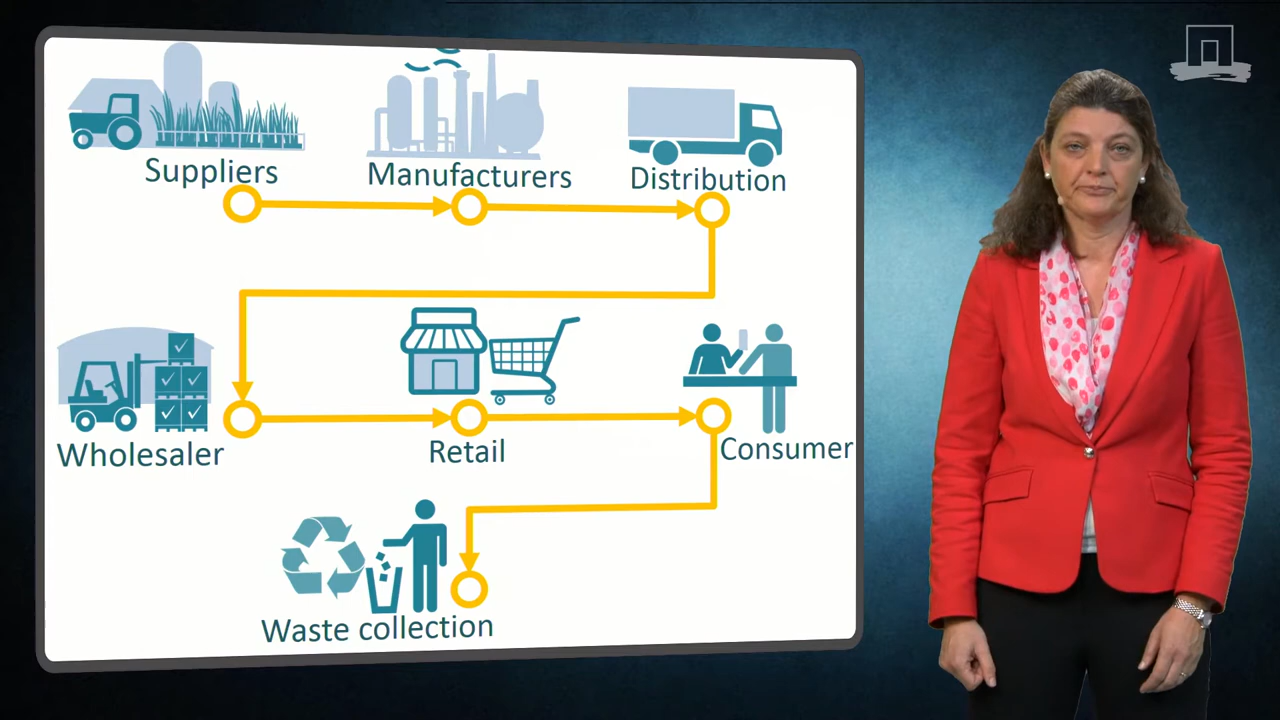 Suppliers
Manufacturers
Distribution
Wholesaler
Retail
Consumer
Waste collection